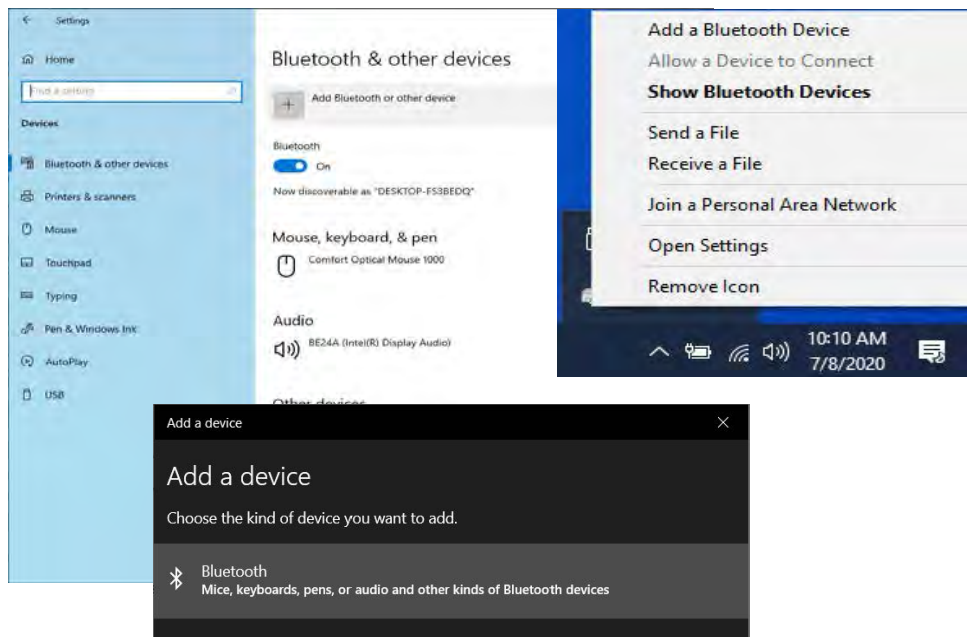 Settings
Home
Find a setting
Devices
Bluetooth & other devices
Printers & scanners
Mouse
Touchpad
Typing
Pen & Windows Ink
AutoPlay
USB
Bluetooth & other devices
Add Bluetooth or other device
Bluetooth
On
Now discoverable as "DESKTOP-F53BEDQ"
Mouse, keyboard, & pen
Comfort Optical Mouse 1000
Audio
BE24A (Intel(R) Display Audio)
Other devices
Add a Bluetooth Device
Allow a Device to Connect
Show Bluetooth Devices
Send a File
Receive a File
Join a Personal Area Network
Open Settings
Remove Icon
10:10 AM
7/8/2020
Add a device
Add a device
Choose the kind of device you want to add.
Bluetooth
Mice, keyboards, pens, or audio and other kinds of Bluetooth devices